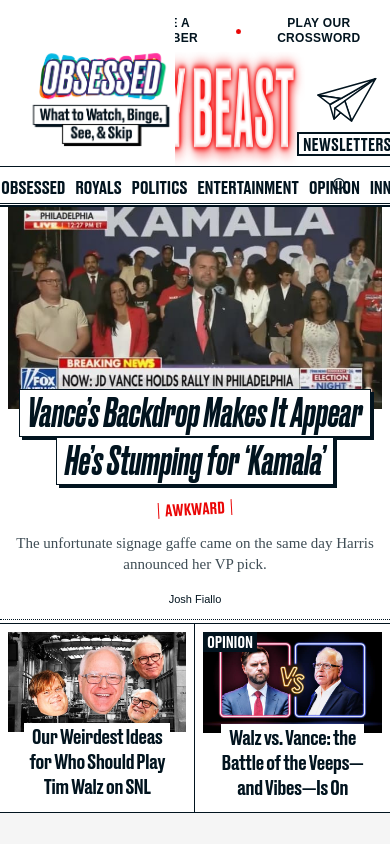 PLAY OUR
CROSSWORD
OBSESSED
What to Watch, Binge,
See, & Skip
Y BEAST
NEWSLETTERS
OBSESSED ROYALS POLITICS ENTERTAINMENT OPINION INN
PHILADELPHIA
LIVE 12:27 PM ET
KAMALA
CHAOS
BREAKING NEWS
FOX NOW: JD VANCE HOLDS RALLY IN PHILADELPHIA
ELECTION
NIGHT
Vance’s Backdrop Makes It Appear
He’s Stumping for ‘Kamala’
AWKWARD
The unfortunate signage gaffe came on the same day Harris
announced her VP pick.
Josh Fiallo
Our Weirdest Ideas
for Who Should Play
Tim Walz on SNL
OPINION
VS
Walz vs. Vance: the
Battle of the Veeps—
and Vibes—Is On